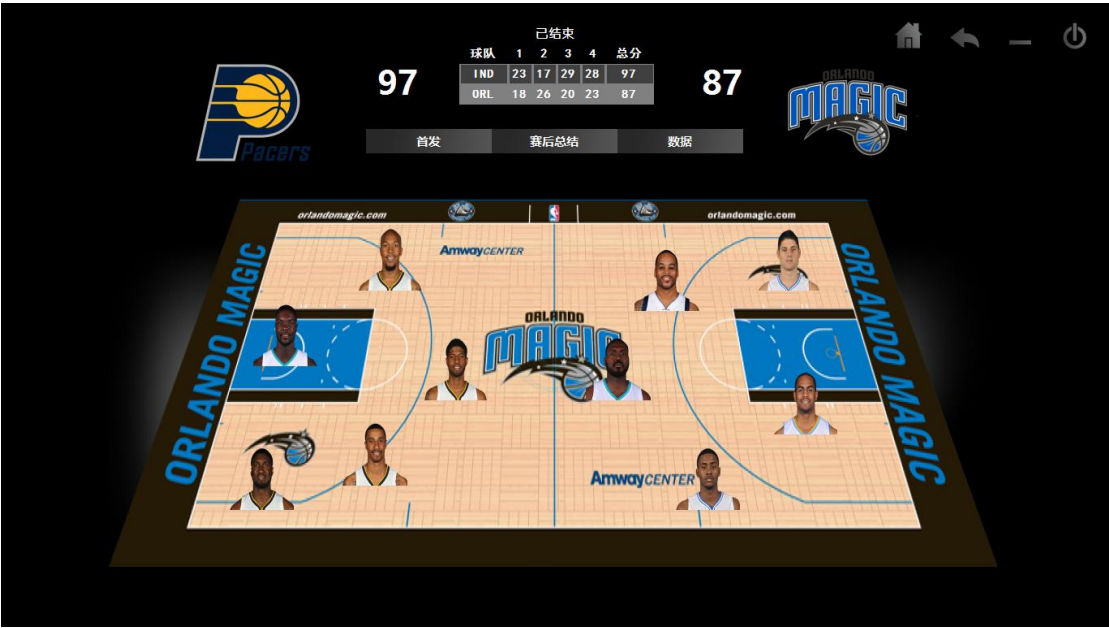 已结束
球队 1 2 3 4 总分
97
IND 23 17 29 28 97
ORL 18 26 20 23 87
87
Pacers
ORLANDO
MAGIC
首发 赛后总结 数据
orlandomagic.com
orlandomagic.com
AmwayCENTER
ORLANDO MAGIC
ORLANDO
MAGIC
ORLANDO MAGIC
AmwayCENTER